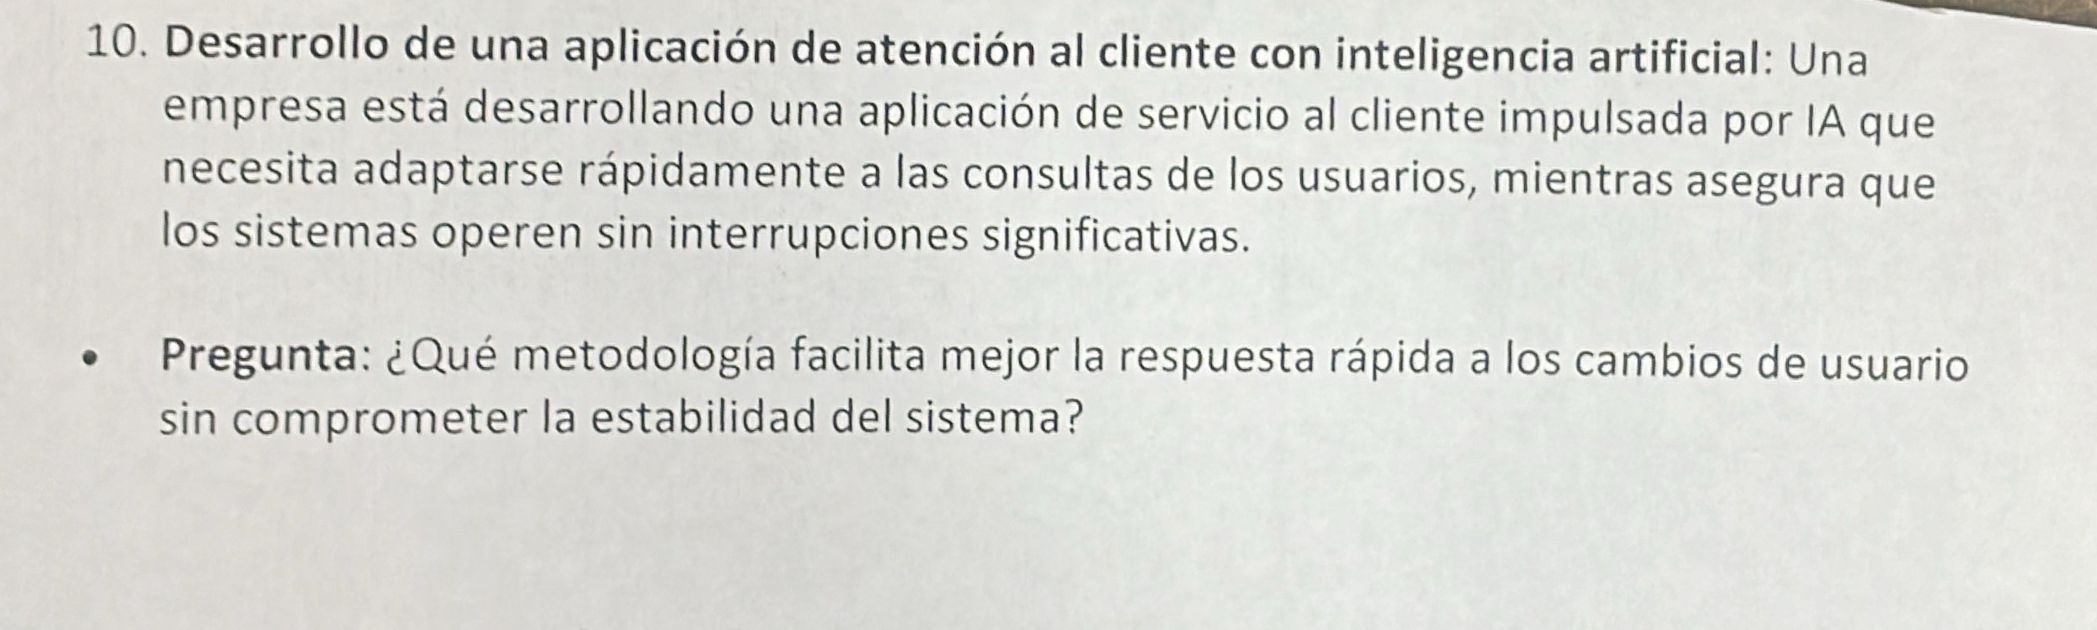 10. Desarrollo de una aplicación de atención al cliente con inteligencia artificial: Una
empresa está desarrollando una aplicación de servicio al cliente impulsada por IA que
necesita adaptarse rápidamente a las consultas de los usuarios, mientras asegura que
los sistemas operen sin interrupciones significativas.
• Pregunta: ¿Qué metodología facilita mejor la respuesta rápida a los cambios de usuario
sin comprometer la estabilidad del sistema?